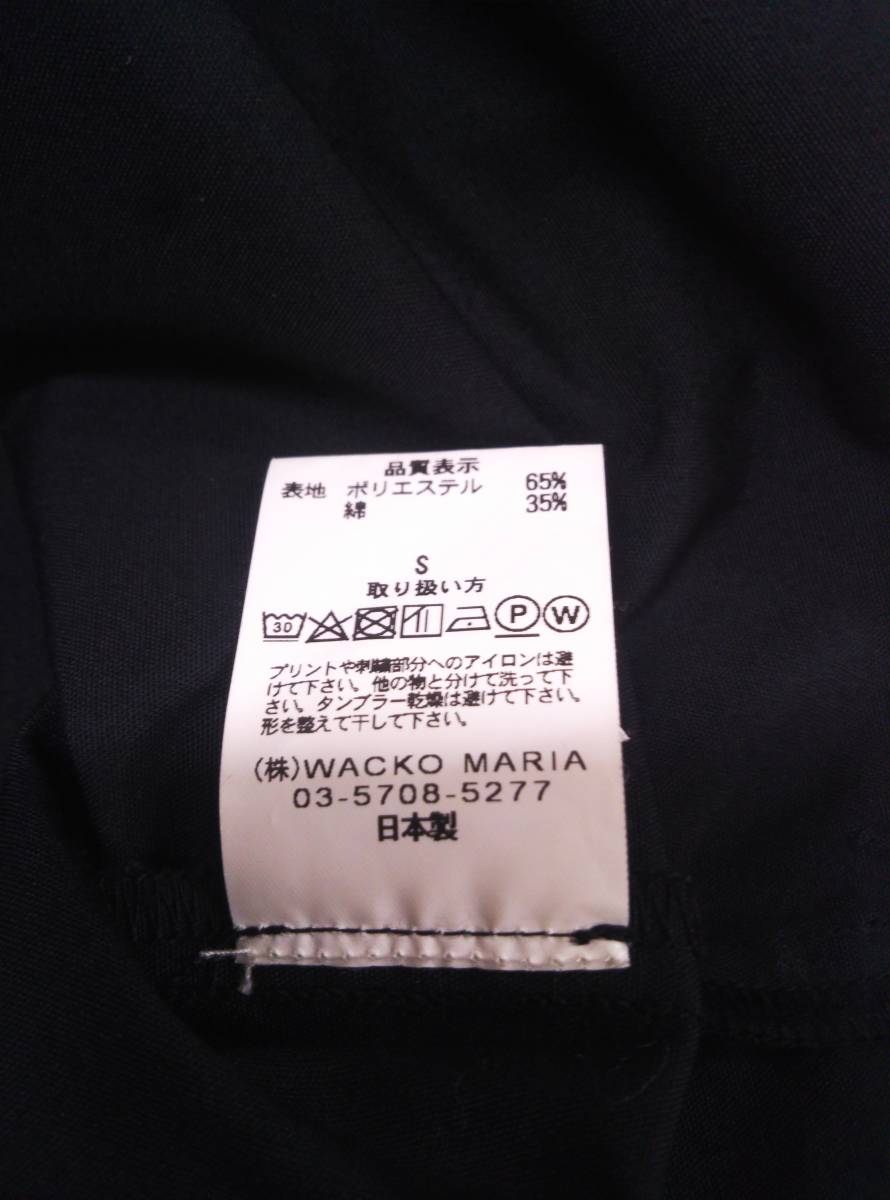 品質表示
表地 ポリエステル 65%
綿 35%
S
取り扱い方
30 P W
プリントや刺繍部分へのアイロンは避
けて下さい。他の物と分けて洗って下
さい。タンブラー乾燥は避けて下さい。
形を整えて干して下さい。
(株)WACKO MARIA
03-5708-5277
日本製